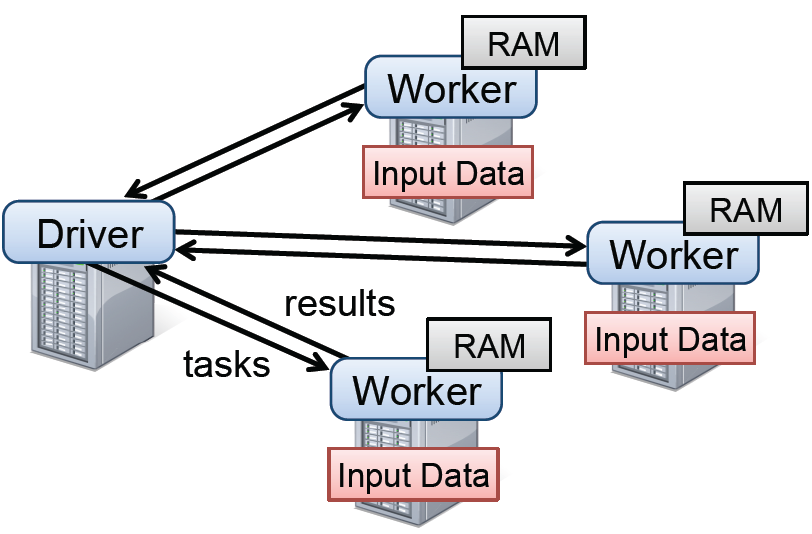 RAM
Worker
Input Data
RAM
Driver
Worker
results
Input Data
tasks
RAM
Worker
Input Data